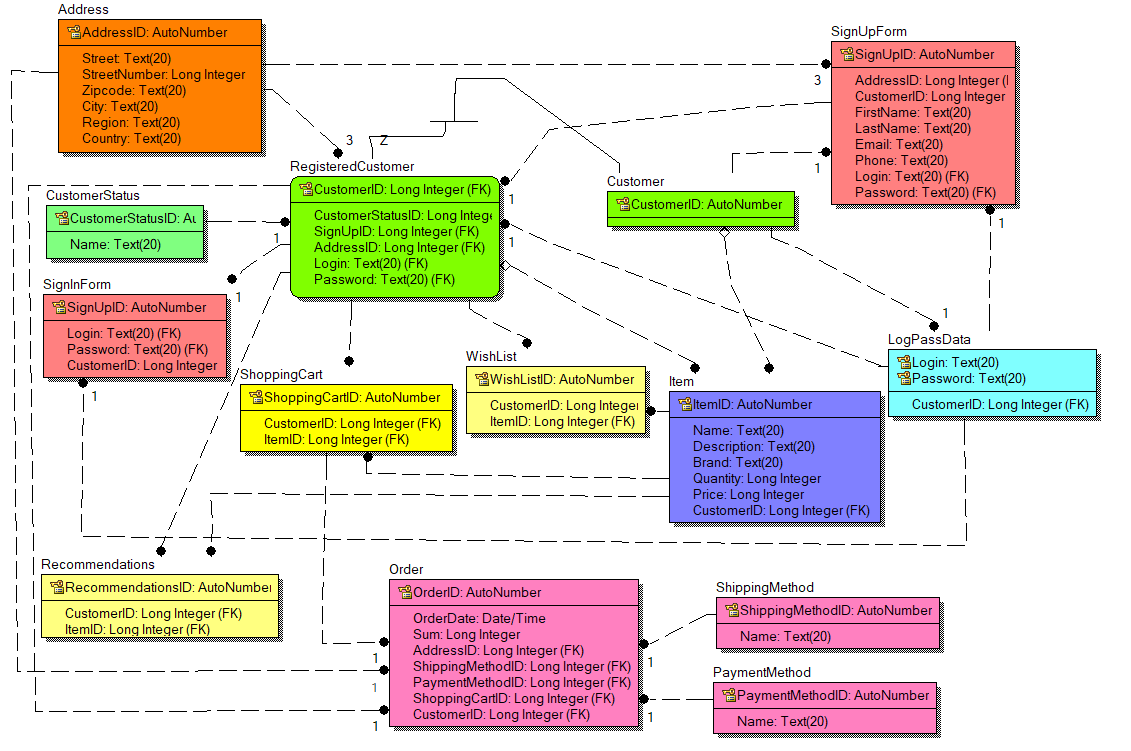 Address
AddressID: AutoNumber
Street: Text(20)
StreetNumber: Long Integer
Zipcode: Text(20)
City: Text(20)
Region: Text(20)
Country: Text(20)
SignUpForm
SignUpID: AutoNumber
AddressID: Long Integer (
CustomerID: Long Integer
FirstName: Text(20)
LastName: Text(20)
Email: Text(20)
Phone: Text(20)
Login: Text(20) (FK)
Password: Text(20) (FK)
3
1
1
3
Z
RegisteredCustomer
CustomerID: Long Integer (FK)
CustomerStatusID: Long Intege
SignUpID: Long Integer (FK)
AddressID: Long Integer (FK)
Login: Text(20) (FK)
Password: Text(20) (FK)
1
1
1
Customer
CustomerID: AutoNumber
CustomerStatus
CustomerStatusID: Au
Name: Text(20)
SignInForm
SignUpID: AutoNumber
Login: Text(20) (FK)
Password: Text(20) (FK)
CustomerID: Long Integer
1
1
1
LogPassData
Login: Text(20)
Password: Text(20)
CustomerID: Long Integer (FK)
ShoppingCart
ShoppingCartID: AutoNumber
CustomerID: Long Integer (FK)
ItemID: Long Integer (FK)
WishList
WishListID: AutoNumber
CustomerID: Long Integer
ItemID: Long Integer (FK)
Item
ItemID: AutoNumber
Name: Text(20)
Description: Text(20)
Brand: Text(20)
Quantity: Long Integer
Price: Long Integer
CustomerID: Long Integer (FK)
Recommendations
RecommendationsID: AutoNumber
CustomerID: Long Integer (FK)
ItemID: Long Integer (FK)
Order
OrderID: AutoNumber
OrderDate: Date/Time
Sum: Long Integer
AddressID: Long Integer (FK)
ShippingMethodID: Long Integer (FK)
PaymentMethodID: Long Integer (FK)
ShoppingCartID: Long Integer (FK)
CustomerID: Long Integer (FK)
1
1
1
1
1
ShippingMethod
ShippingMethodID: AutoNumber
Name: Text(20)
PaymentMethod
PaymentMethodID: AutoNumber
Name: Text(20)